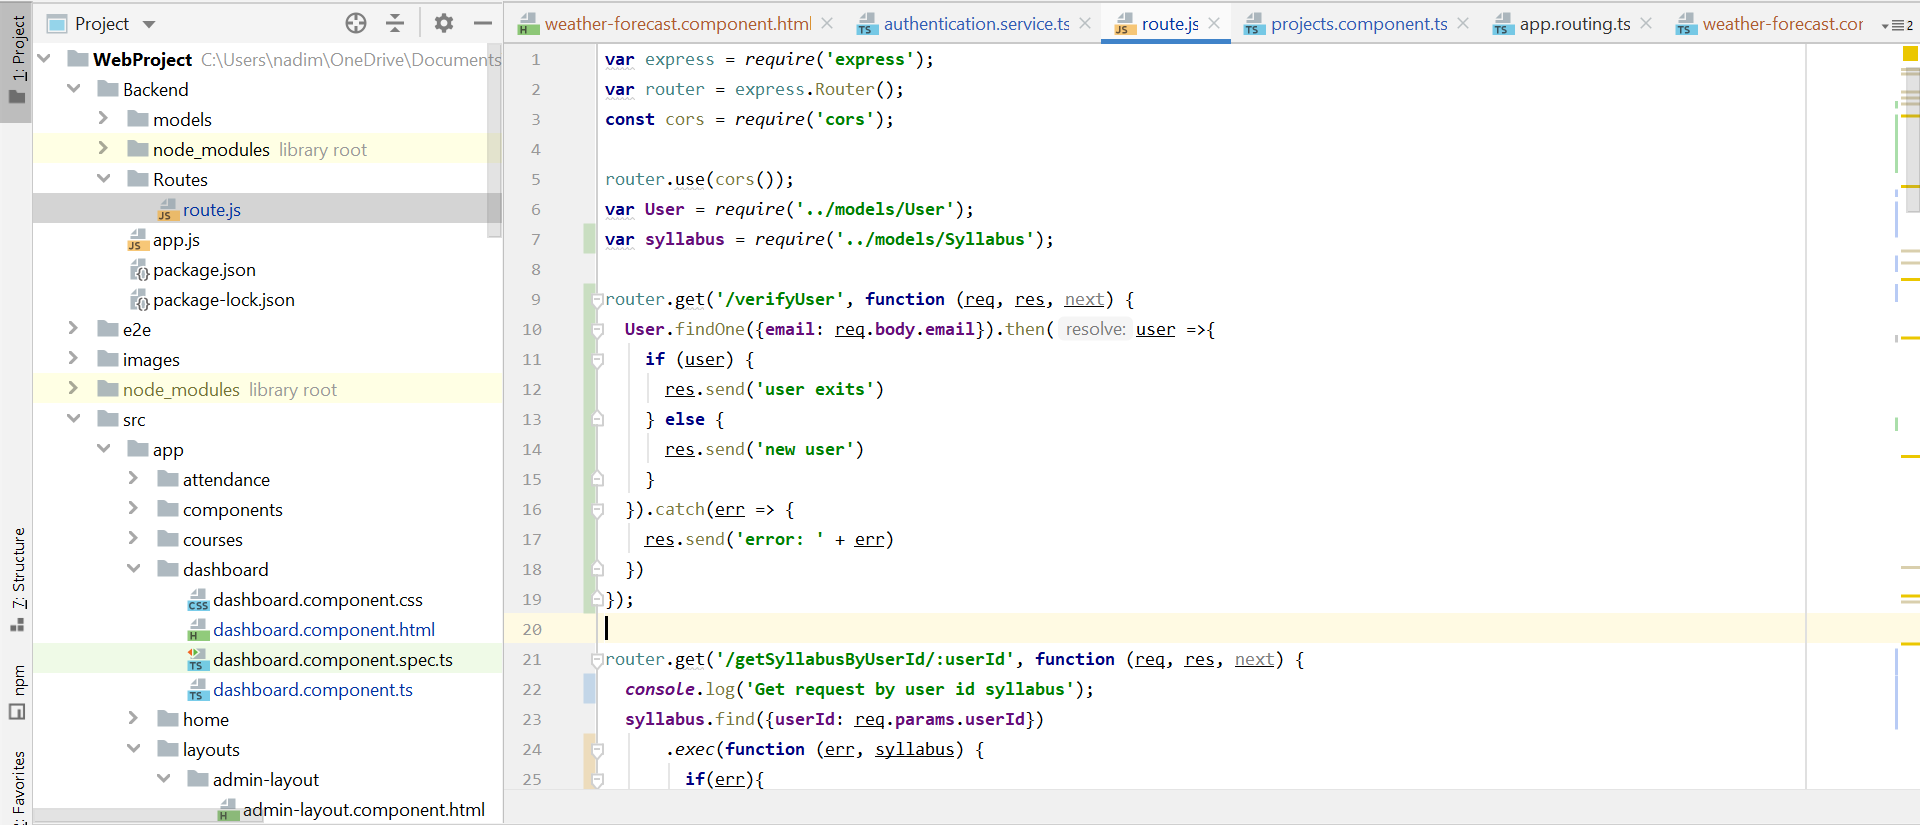 Project
weather-forecast.component.html
authentication.service.ts
route.js
projects.component.ts
app.routing.ts
weather-forecast.cor
2
1: Project
7: Structure
npm
: Favorites
WebProject C:\Users\nadim\OneDrive\Documents
Backend
models
node_modules library root
Routes
route.js
app.js
package.json
package-lock.json
e2e
images
node_modules library root
src
app
attendance
components
courses
dashboard
dashboard.component.css
dashboard.component.html
dashboard.component.spec.ts
dashboard.component.ts
home
layouts
admin-layout
admin-layout.component.html
1 var express = require('express');
2 var router = express.Router();
3 const cors = require('cors');
4
5 router.use(cors());
6 var User = require('../models/User');
7 var syllabus = require('../models/Syllabus');
8
9 router.get('/verifyUser', function (req, res, next) {
10 User.findOne({email: req.body.email}).then( resolve: user =>{
11 if (user) {
12 res.send('user exits')
13 } else {
14 res.send('new user')
15 }
16 }).catch(err => {
17 res.send('error: ' + err)
18 })
19 });
20
21 router.get('/getSyllabusByUserId/:userId', function (req, res, next) {
22 console.log('Get request by user id syllabus');
23 syllabus.find({userId: req.params.userId})
24 .exec(function (err, syllabus) {
25 if(err){